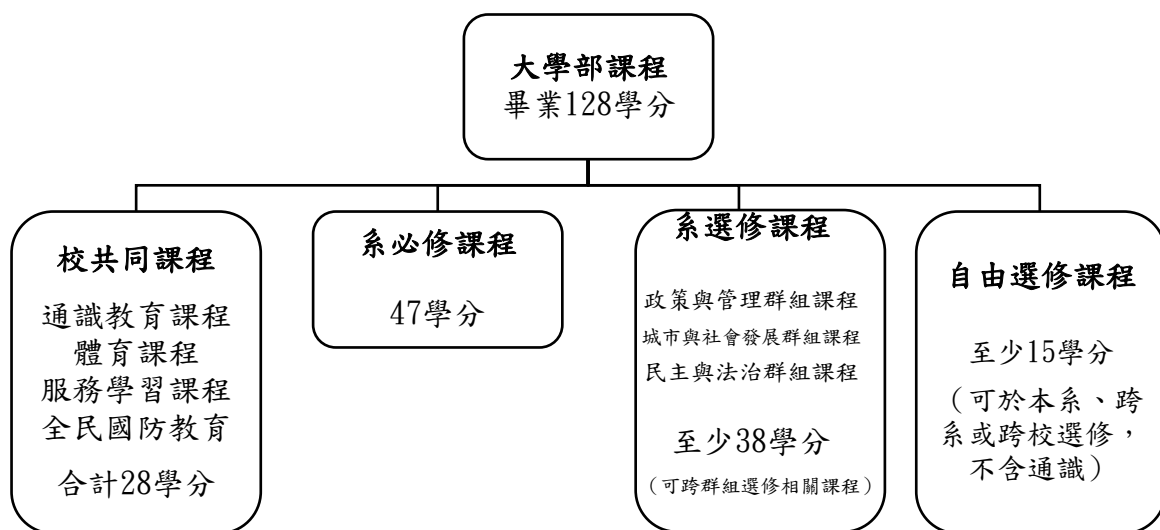 大學部課程
畢業128學分
校共同課程
通識教育課程
體育課程
服務學習課程
全民國防教育
合計28學分
系必修課程
47學分
系選修課程
政策與管理群組課程
城市與社會發展群組課程
民主與法治群組課程
至少38學分
（可跨群組選修相關課程）
自由選修課程
至少15學分
（可於本系、跨
系或跨校選修，
不含通識）